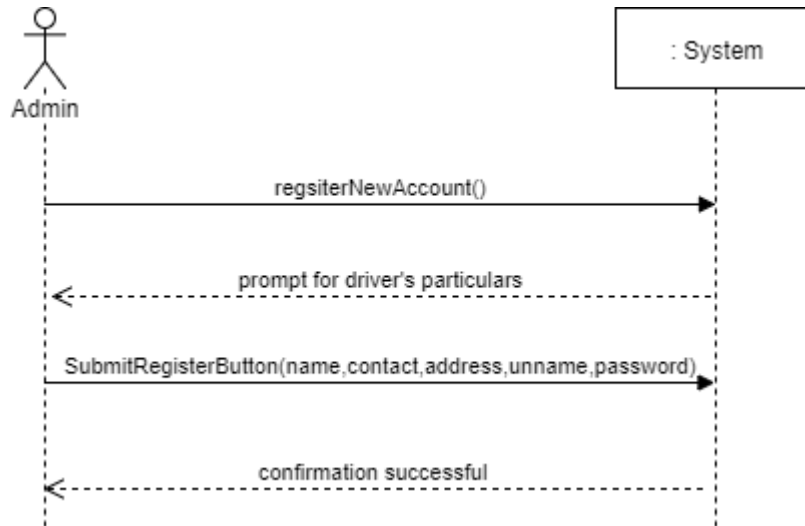 : System
Admin
regsiterNewAccount()
prompt for driver's particulars
SubmitRegisterButton(name,contact,address,unname,password)
confirmation successful